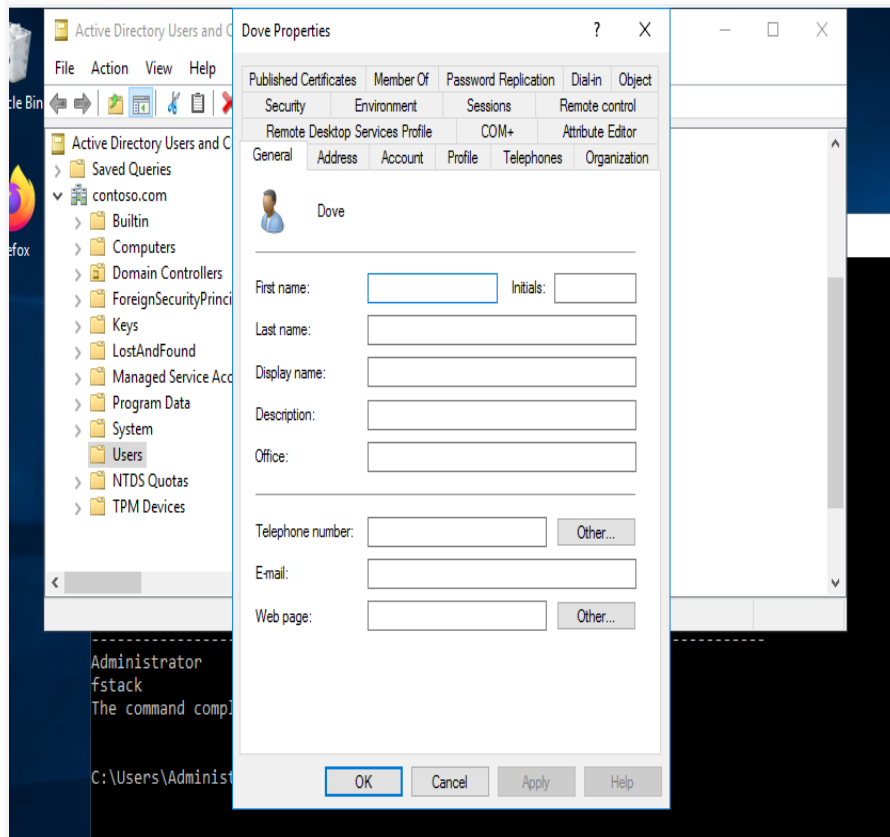 Active Directory Users and C
File Action View Help
cle Bin
efox
Active Directory Users and C
Saved Queries
contoso.com
Builtin
Computers
Domain Controllers
ForeignSecurityPrinci
Keys
LostAndFound
Managed Service Acc
Program Data
System
Users
NTDS Quotas
TPM Devices
Dove Properties
?
Published Certificates Member Of Password Replication Dial-in Object
Security Environment Sessions Remote control
Remote Desktop Services Profile COM+ Attribute Editor
General Address Account Profile Telephones Organization
Dove
First name: Initials:
Last name:
Display name:
Description:
Office:
Telephone number: Other...
E-mail:
Web page: Other...
OK Cancel Apply Help
Administrator
fstack
The command compl
C:\Users\Administ